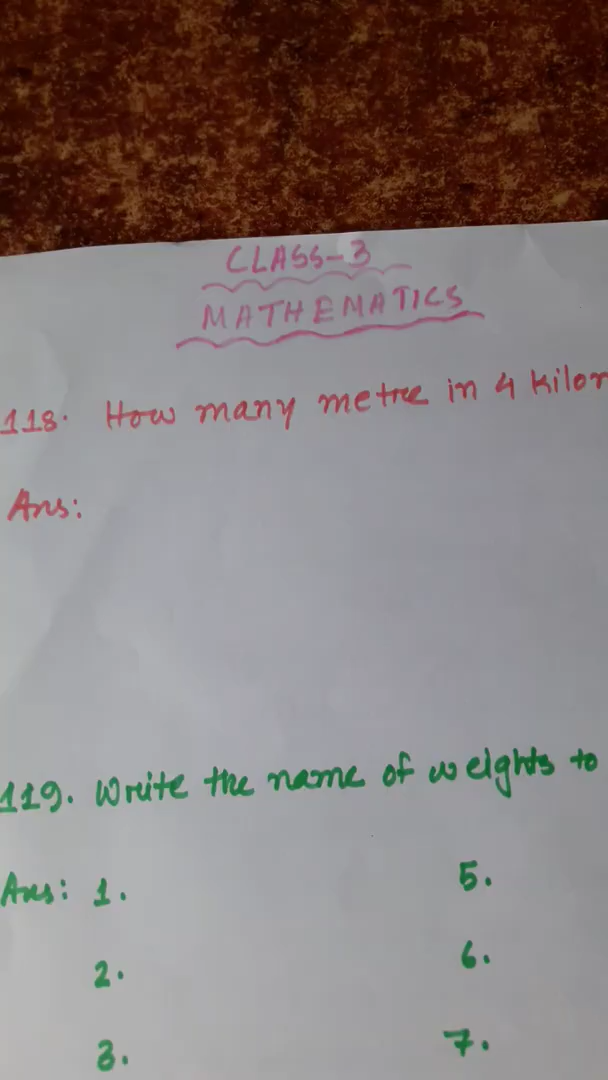 CLASS-3
MATHEMATICS
118. How many metre in 4 kilom
Ans:
119. Write the name of weights to
Ans: 1. 5.
2. 6.
3. 7.